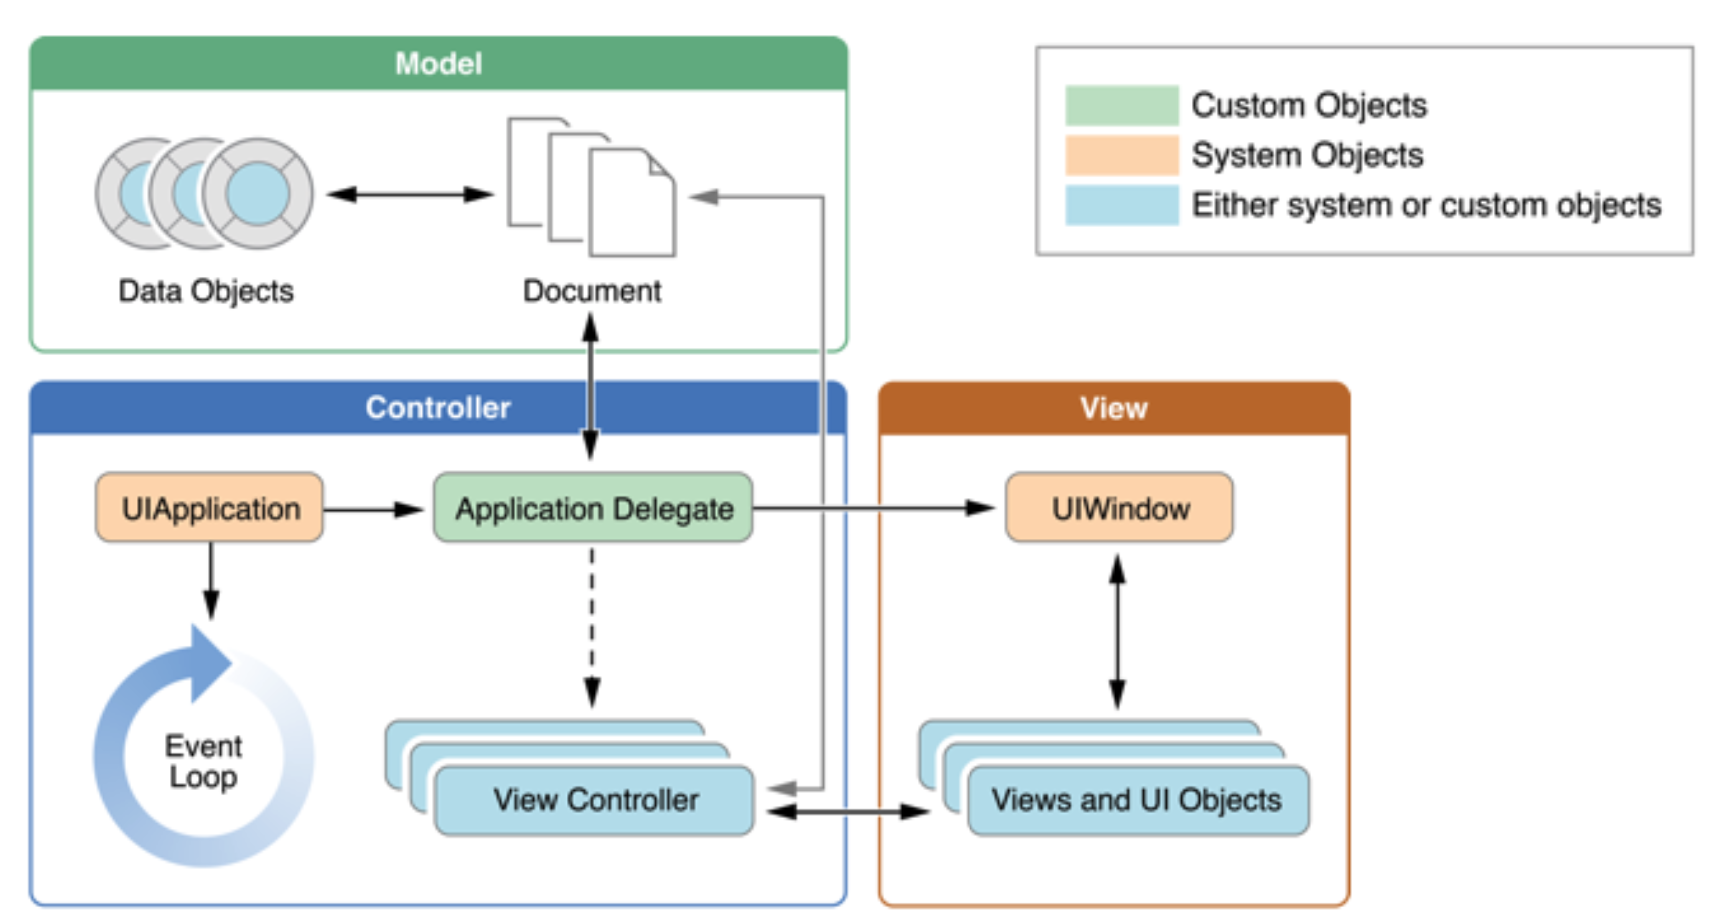 Model
Custom Objects
System Objects
Either system or custom objects
Data Objects
Document
Controller
View
UIApplication
Application Delegate
UIWindow
Event
Loop
View Controller
Views and UI Objects